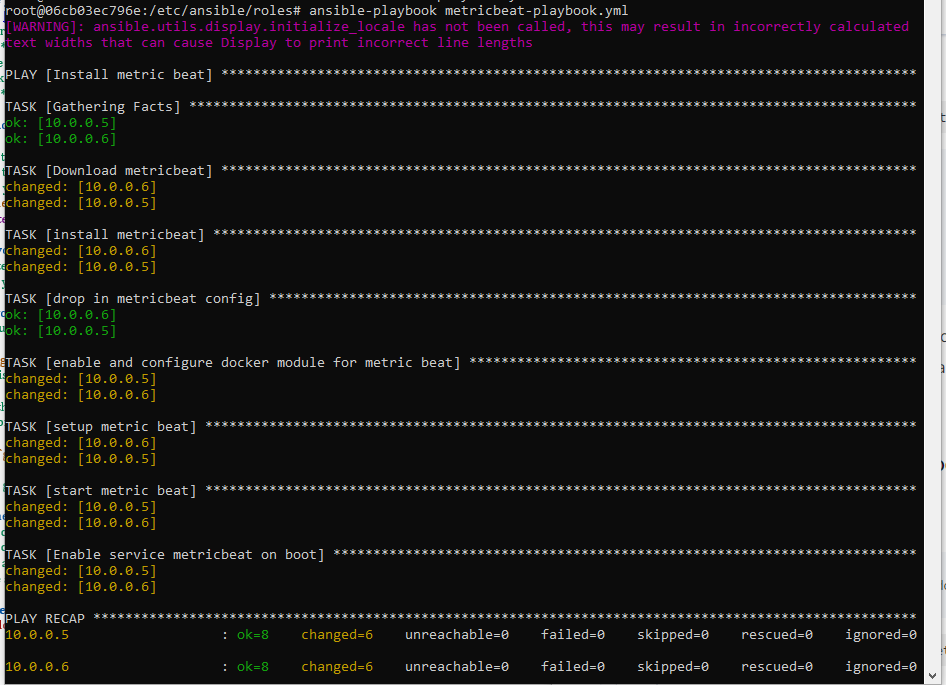 root@06cb03ec796e:/etc/ansible/roles# ansible-playbook metricbeat-playbook.yml
[WARNING]: ansible.utils.display.initialize_locale has not been called, this may result in incorrectly calculated
text widths that can cause Display to print incorrect line lengths
PLAY [Install metric beat] ***************************************************************************************
TASK [Gathering Facts] *******************************************************************************************
ok: [10.0.0.5]
ok: [10.0.0.6]
TASK [Download metricbeat] ***************************************************************************************
changed: [10.0.0.6]
changed: [10.0.0.5]
TASK [install metricbeat] ****************************************************************************************
changed: [10.0.0.6]
changed: [10.0.0.5]
TASK [drop in metricbeat config] *********************************************************************************
ok: [10.0.0.6]
ok: [10.0.0.5]
TASK [enable and configure docker module for metric beat] ********************************************************
changed: [10.0.0.5]
changed: [10.0.0.6]
TASK [setup metric beat] *****************************************************************************************
changed: [10.0.0.6]
changed: [10.0.0.5]
TASK [start metric beat] *****************************************************************************************
changed: [10.0.0.5]
changed: [10.0.0.6]
TASK [Enable service metricbeat on boot] *************************************************************************
changed: [10.0.0.5]
changed: [10.0.0.6]
PLAY RECAP *******************************************************************************************************
10.0.0.5                   : ok=8    changed=6    unreachable=0    failed=0    skipped=0    rescued=0    ignored=0
10.0.0.6                   : ok=8    changed=6    unreachable=0    failed=0    skipped=0    rescued=0    ignored=0